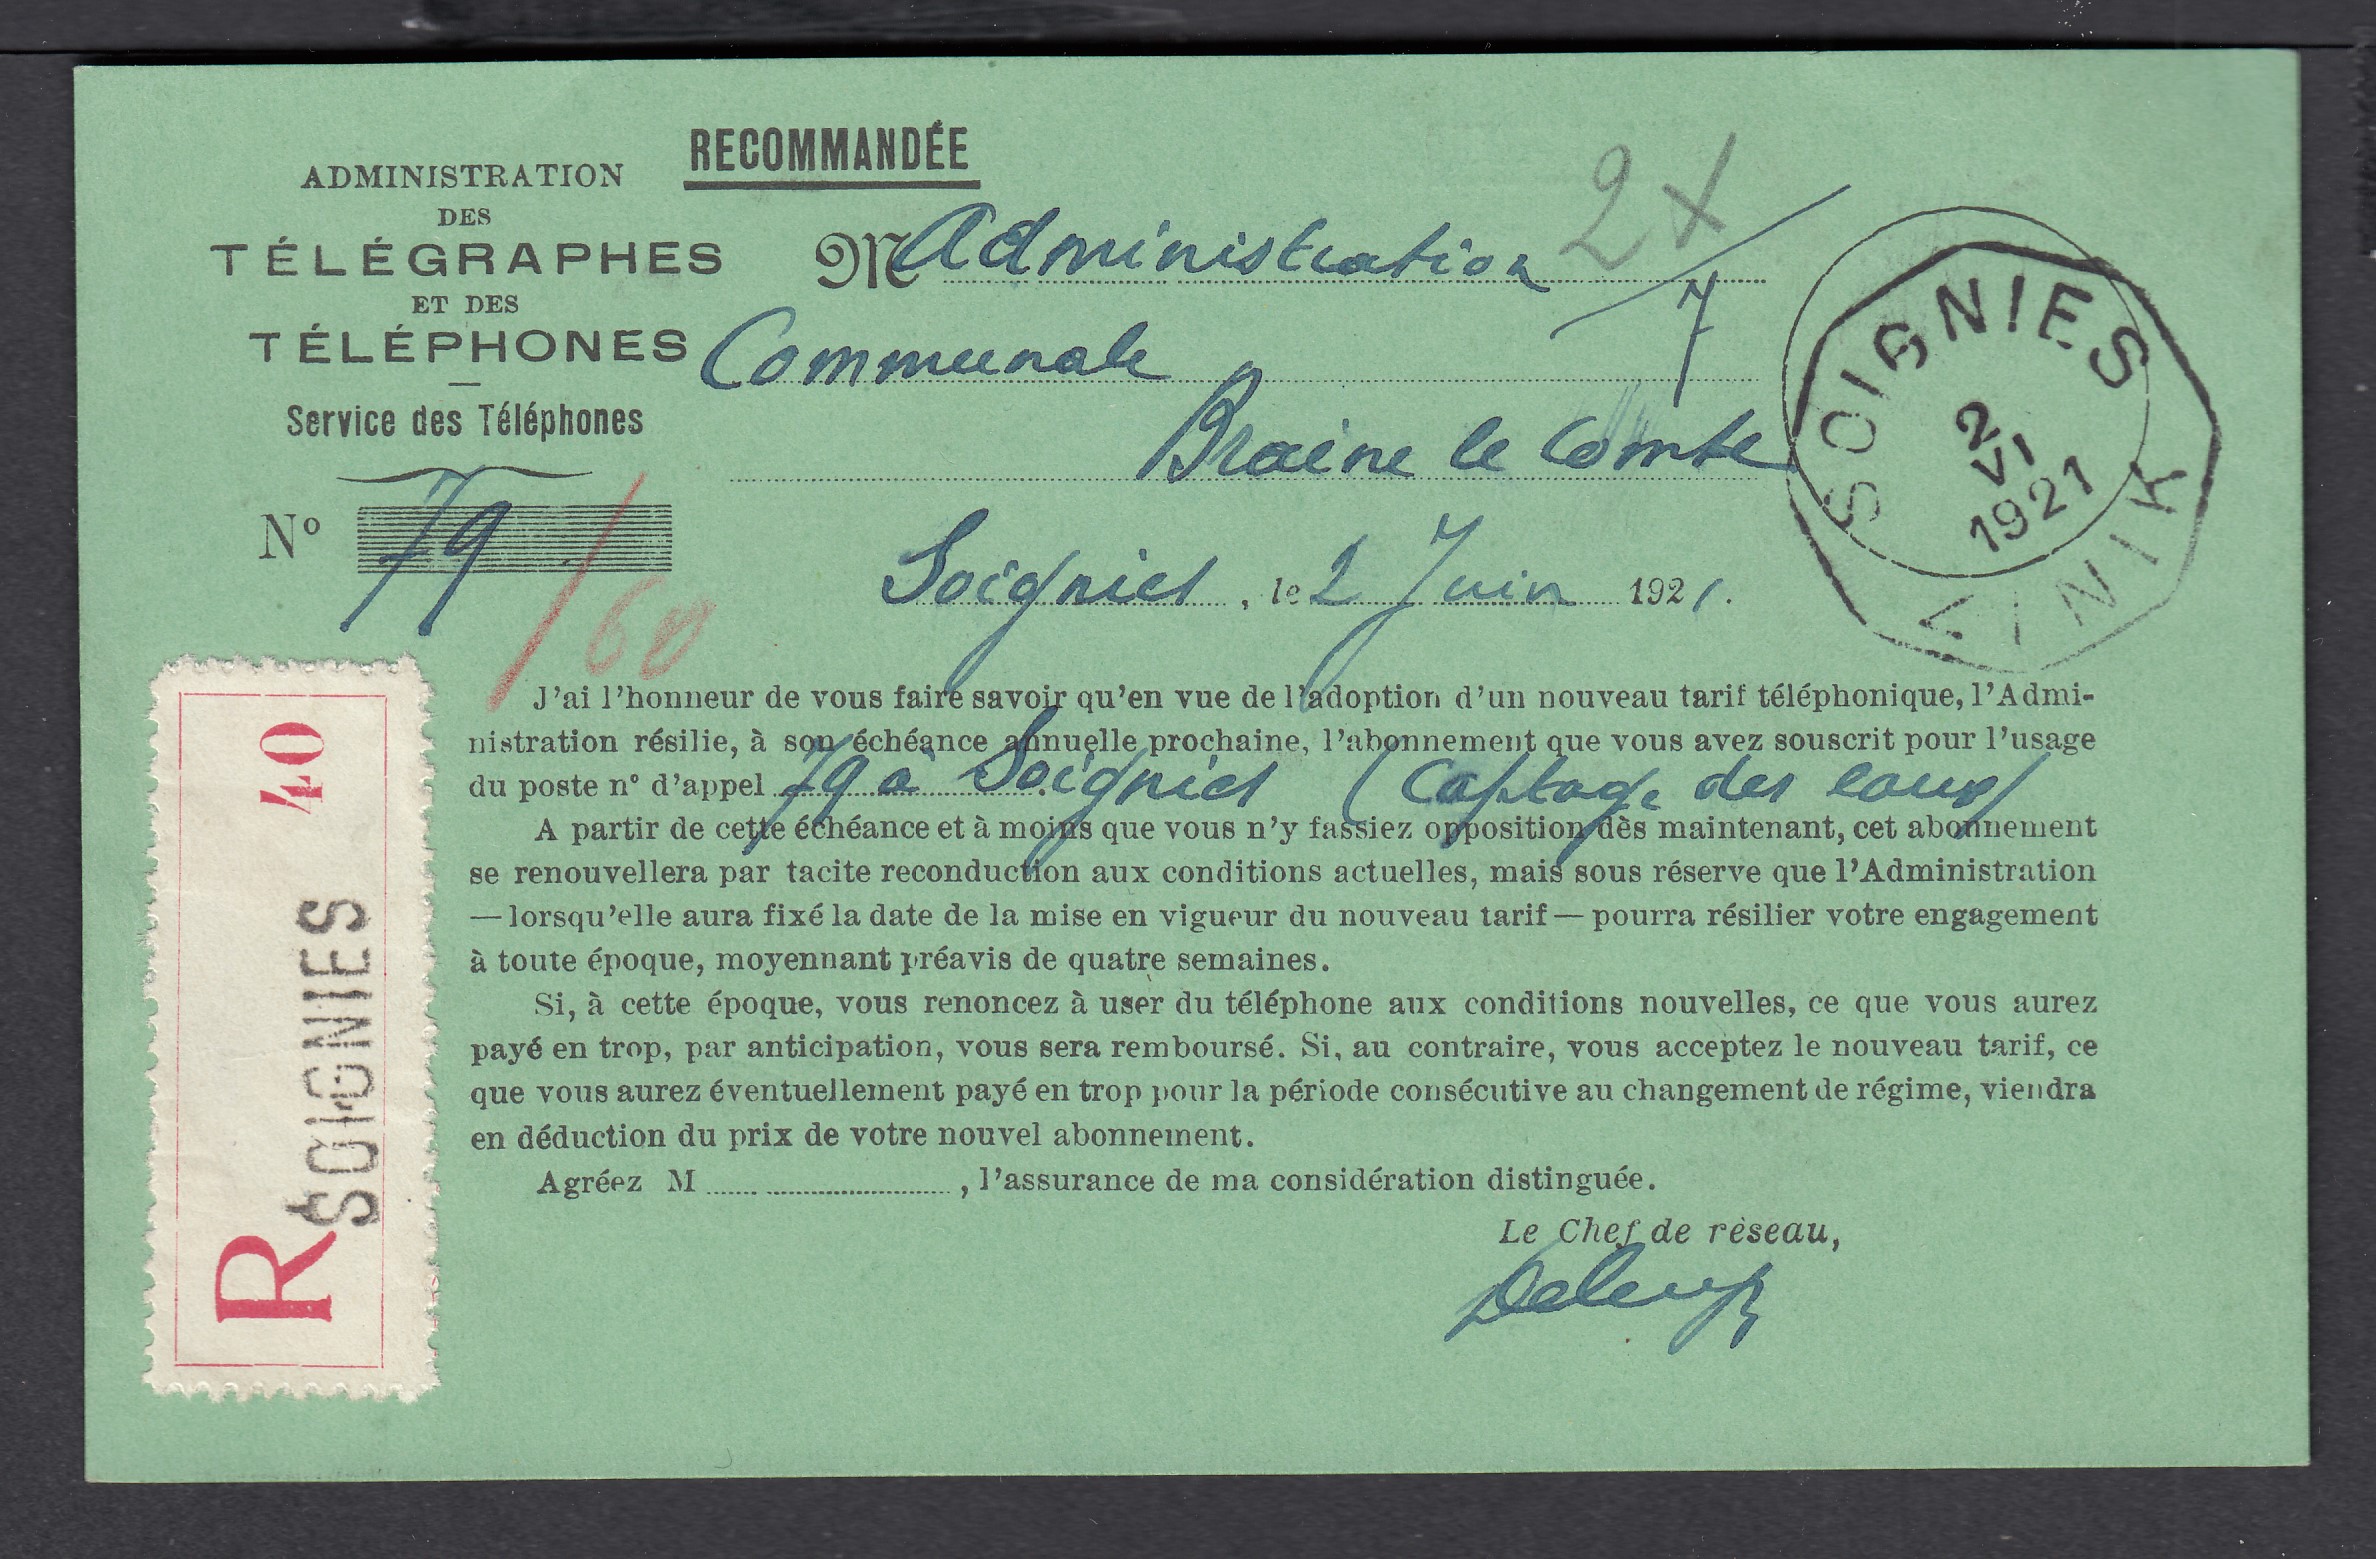 RECOMMANDÉE
ADMINISTRATION
DES
TÉLÉGRAPHES
ET DES
TÉLÉPHONES
Service des Téléphones
N° 79 / 60
2 X
M Administration
Communale
7
Braine le Comte
Soignies, le 2 Juin 1921.
SOIGNIES
2
VI
1921
J'ai l'honneur de vous faire savoir qu'en vue de l'adoption d'un nouveau tarif téléphonique, l'Admi-
nistration résilie, à son échéance annuelle prochaine, l'abonnement que vous avez souscrit pour l'usage
du poste n° d'appel 79 à Soignies (Captage des eaux)
A partir de cette échéance et à moins que vous n'y fassiez opposition dès maintenant, cet abonnement
se renouvellera par tacite reconduction aux conditions actuelles, mais sous réserve que l'Administration
— lorsqu'elle aura fixé la date de la mise en vigueur du nouveau tarif — pourra résilier votre engagement
à toute époque, moyennant préavis de quatre semaines.
Si, à cette époque, vous renoncez à user du téléphone aux conditions nouvelles, ce que vous aurez
payé en trop, par anticipation, vous sera remboursé. Si, au contraire, vous acceptez le nouveau tarif, ce
que vous aurez éventuellement payé en trop pour la période consécutive au changement de régime, viendra
en déduction du prix de votre nouvel abonnement.
Agréez M , l'assurance de ma considération distinguée.
Le Chef de réseau,
R
SOIGNIES
40